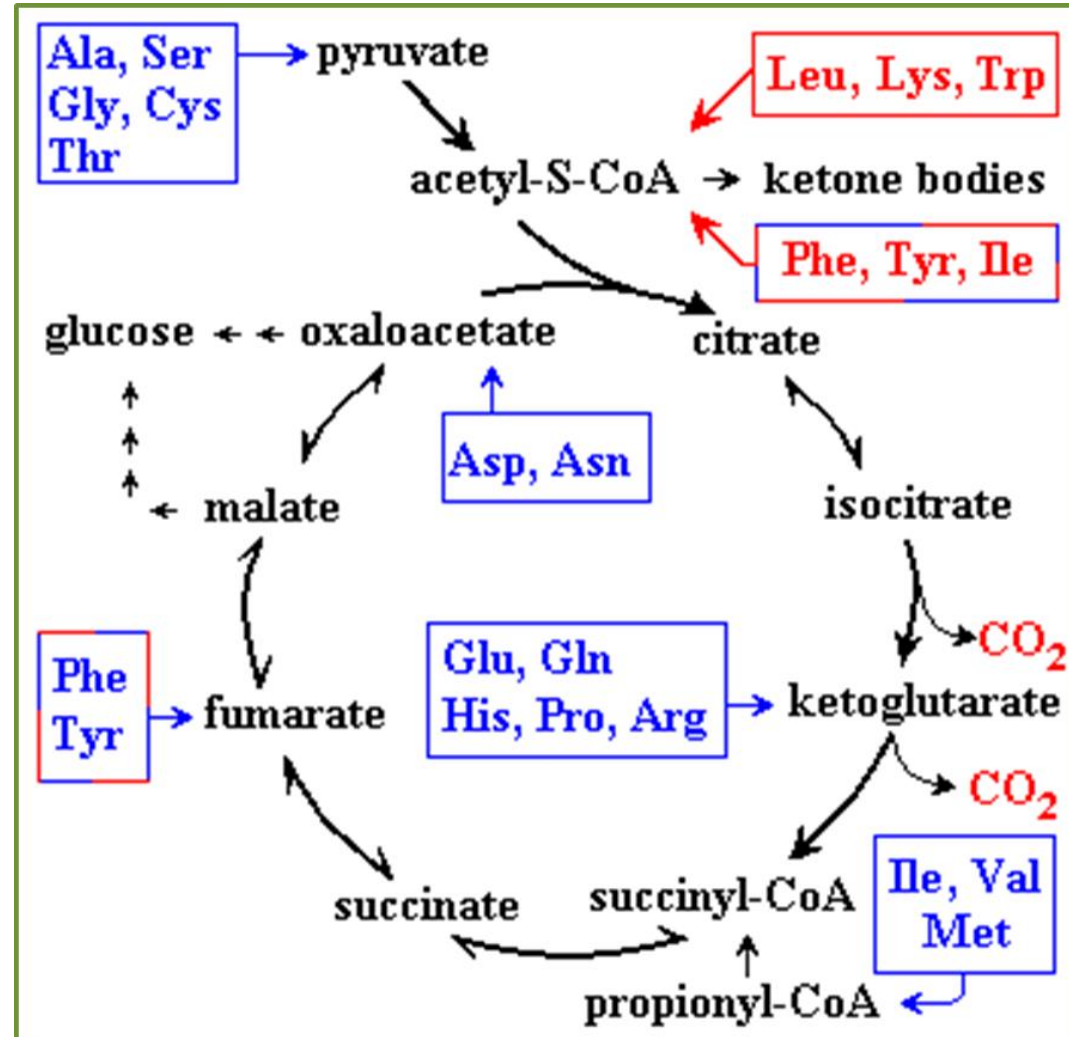 Ala, Ser
Gly, Cys
Thr
pyruvate
Leu, Lys, Trp
acetyl-S-CoA
ketone bodies
Phe, Tyr, Ile
glucose
oxaloacetate
citrate
Asp, Asn
malate
isocitrate
CO2
Phe
Tyr
fumarate
Glu, Gln
His, Pro, Arg
ketoglutarate
CO2
succinate
succinyl-CoA
Ile, Val
Met
propionyl-CoA